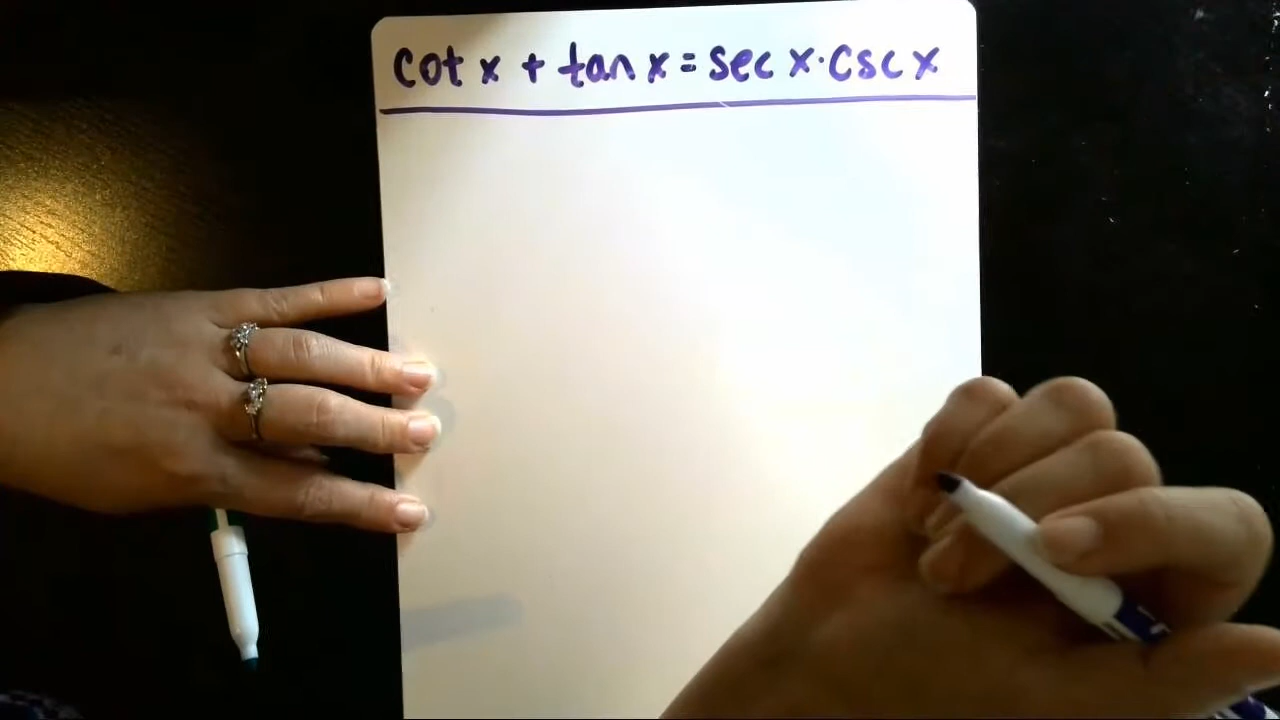 cot x + tan x = sec x · csc x